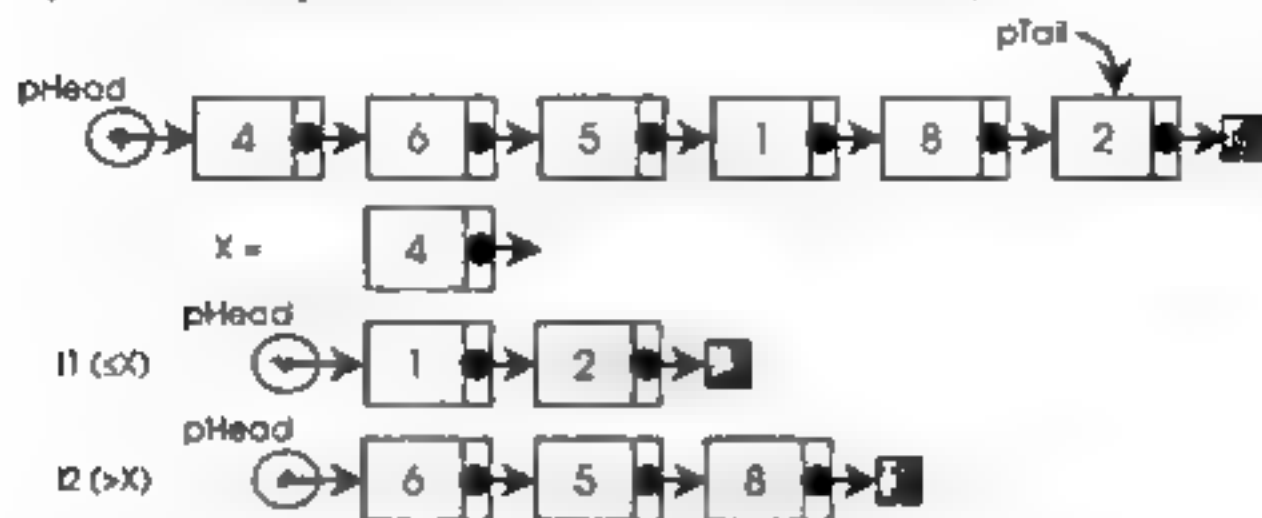 pTail
pHead
4 6 5 1 8 2
X = 4
pHead
l1 (≤X) 1 2
pHead
l2 (>X) 6 5 8